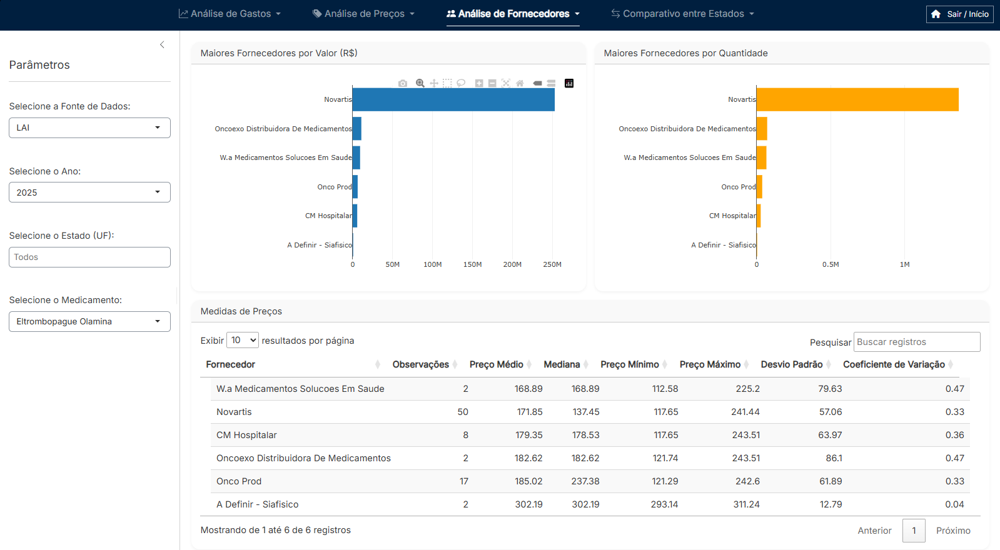 Análise de Gastos
Análise de Preços
Análise de Fornecedores
Comparativo entre Estados
Sair / Início
Parâmetros
Selecione a Fonte de Dados:
LAI
Selecione o Ano:
2025
Selecione o Estado (UF):
Todos
Selecione o Medicamento:
Eltrombopague Olamina
Maiores Fornecedores por Valor (R$)
Novartis
Oncoexo Distribuidora De Medicamentos
W.a Medicamentos Solucoes Em Saude
Onco Prod
CM Hospitalar
A Definir - Siafisico
0 50M 100M 150M 200M 250M
Maiores Fornecedores por Quantidade
Novartis
Oncoexo Distribuidora De Medicamentos
W.a Medicamentos Solucoes Em Saude
Onco Prod
CM Hospitalar
A Definir - Siafisico
0 0.5M 1M
Medidas de Preços
Exibir 10 resultados por página
Pesquisar Buscar registros
Fornecedor Observações Preço Médio Mediana Preço Mínimo Preço Máximo Desvio Padrão Coeficiente de Variação
W.a Medicamentos Solucoes Em Saude 2 168.89 168.89 112.58 225.2 79.63 0.47
Novartis 50 171.85 137.45 117.65 241.44 57.06 0.33
CM Hospitalar 8 179.35 178.53 117.65 243.51 63.97 0.36
Oncoexo Distribuidora De Medicamentos 2 182.62 182.62 121.74 243.51 86.1 0.47
Onco Prod 17 185.02 237.38 121.29 242.6 61.89 0.33
A Definir - Siafisico 2 302.19 302.19 293.14 311.24 12.79 0.04
Mostrando de 1 até 6 de 6 registros
Anterior 1 Próximo